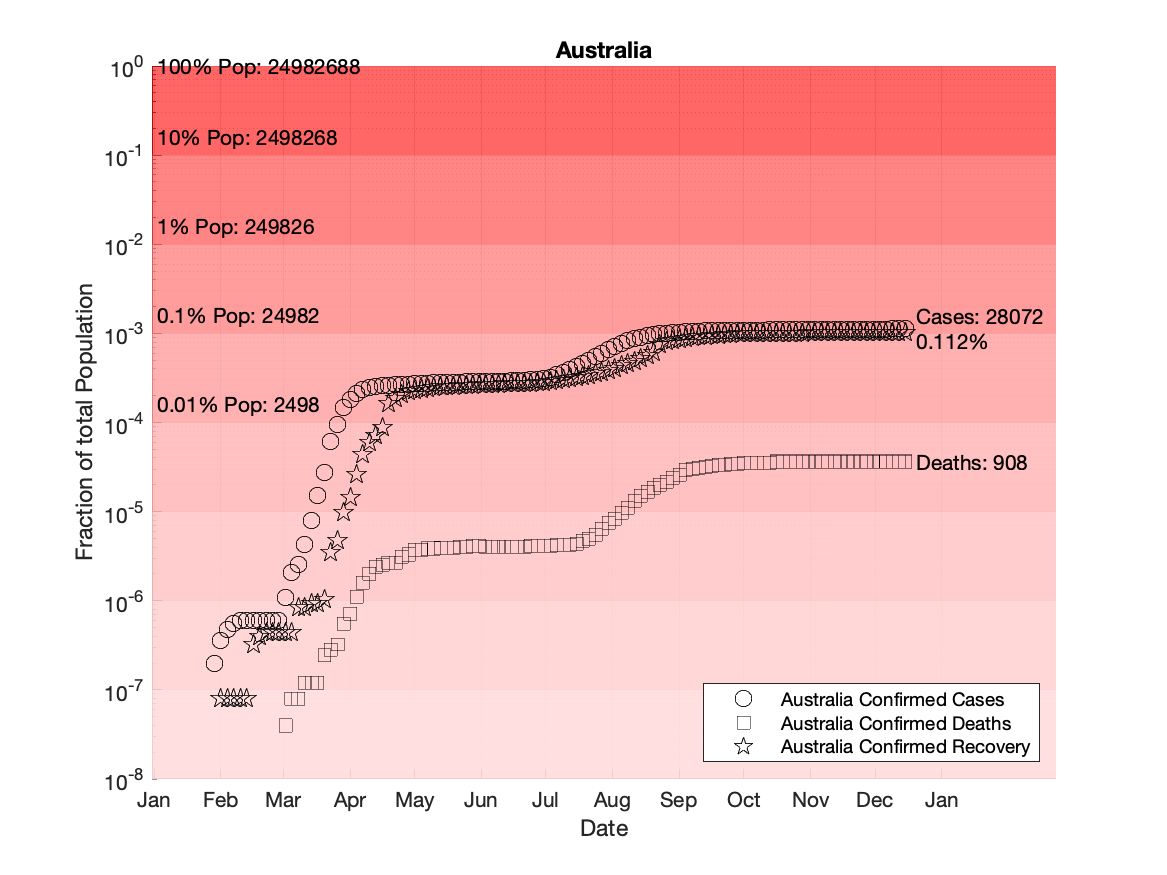 Australia
10^0
100% Pop: 24982688
10% Pop: 2498268
10^-1
1% Pop: 249826
10^-2
0.1% Pop: 24982
10^-3
Cases: 28072
0.112%
0.01% Pop: 2498
10^-4
Deaths: 908
10^-5
10^-6
10^-7
10^-8
Fraction of total Population
Australia Confirmed Cases
Australia Confirmed Deaths
Australia Confirmed Recovery
Jan Feb Mar Apr May Jun Jul Aug Sep Oct Nov Dec Jan
Date